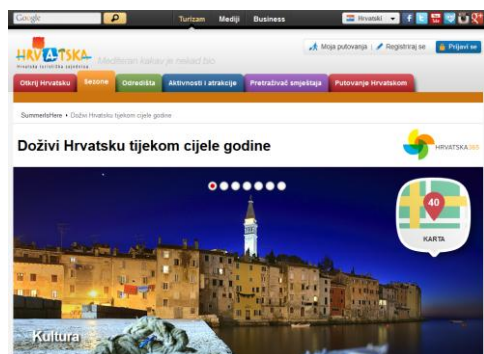 Google
Turizam Mediji Business
Hrvatski
HRVATSKA
Hrvatska turistička zajednica
Mediteran kakav je nekad bio
Moja putovanja | Registriraj se
Prijavi se
Otkrij Hrvatsku
Sezone
Odredišta
Aktivnosti i atrakcije
Pretraživač smještaja
Putovanje Hrvatskom
SummerIsHere • Doživi Hrvatsku tijekom cijele godine
Doživi Hrvatsku tijekom cijele godine
HRVATSKA365
40
KARTA
Kultura